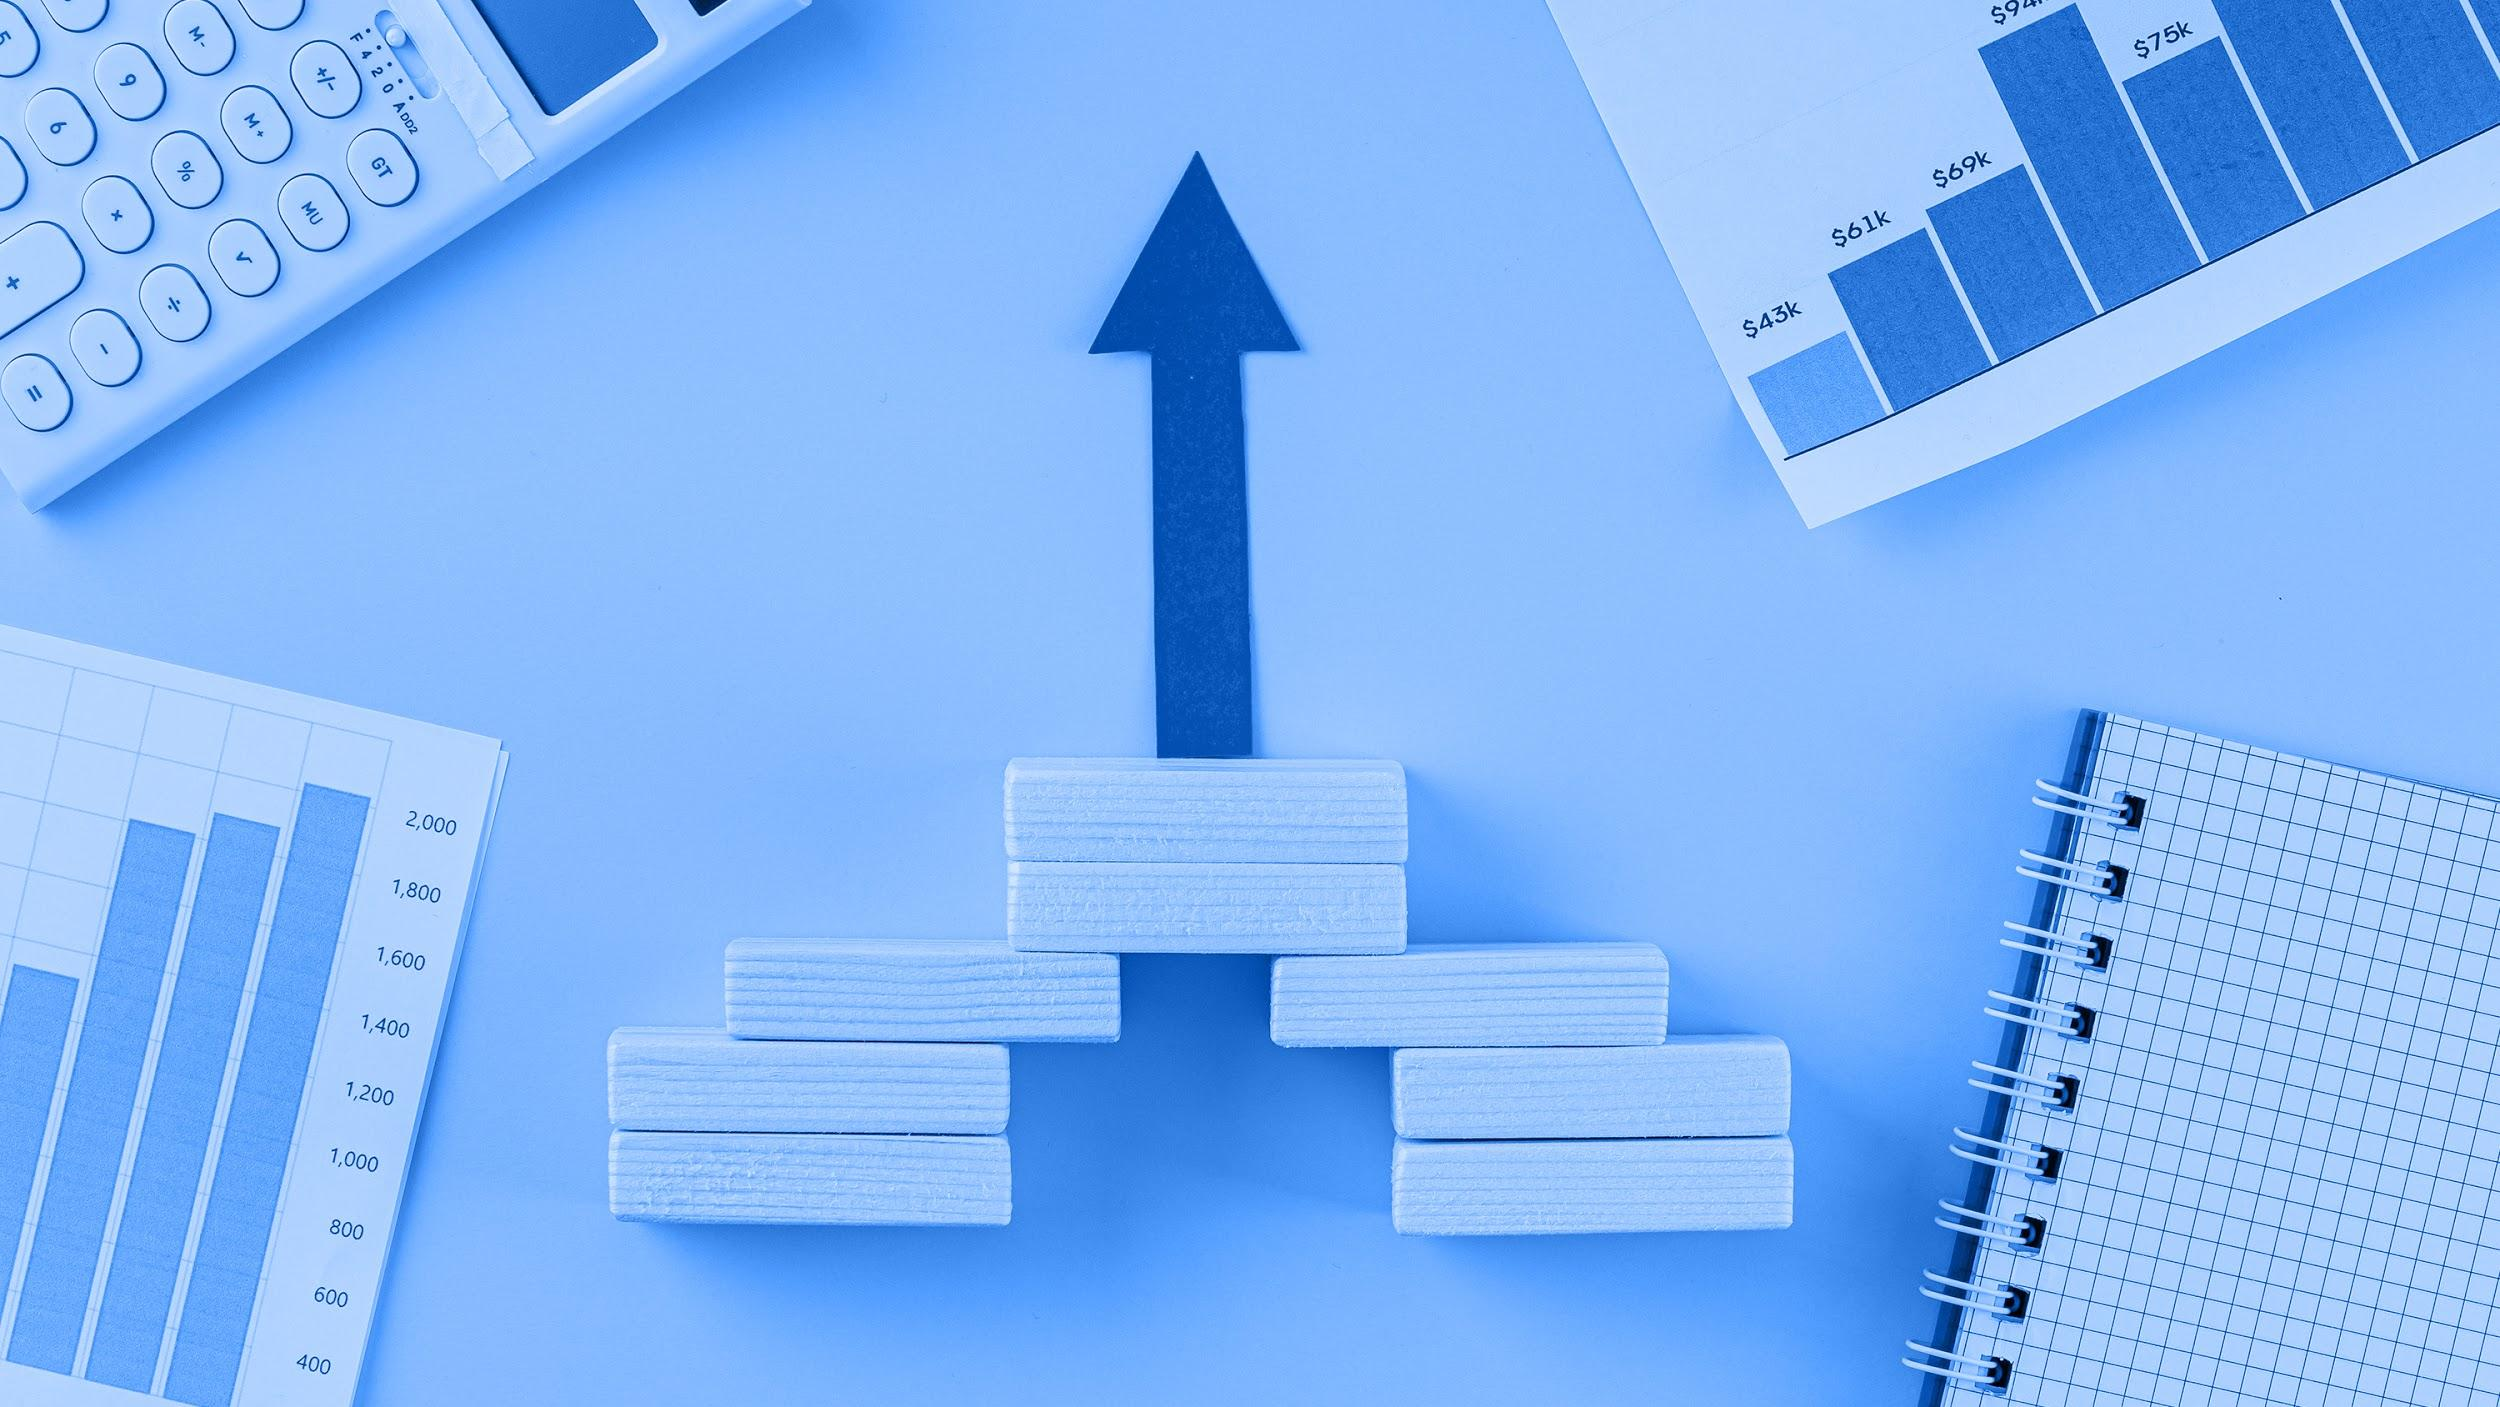 5
9
M-
6
%
M+
+/-
F 4 2 0 ADD2
+
×
√
MU
GT
=
-
÷
$43k
$61k
$69k
$75k
2,000
1,800
1,600
1,400
1,200
1,000
800
600
400